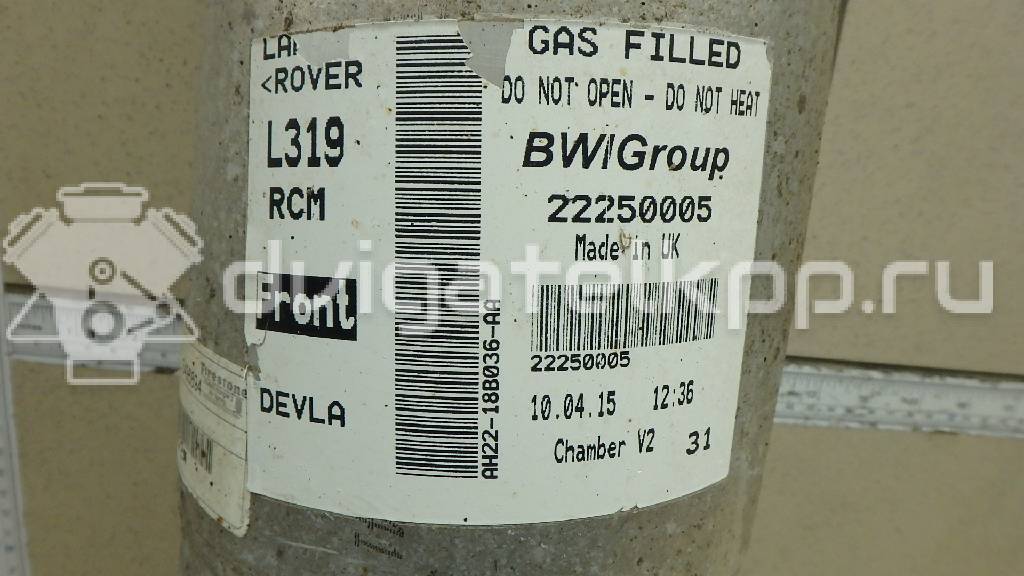 <ROVER
L319
RCM
Front
DEVLA
AH22-18B036-AA
GAS FILLED
DO NOT OPEN - DO NOT HEAT
BWIGroup
22250005
Made in UK
22250005
10.04.15 12:36
Chamber V2 31
Firestone
dvigatelkpp.ru